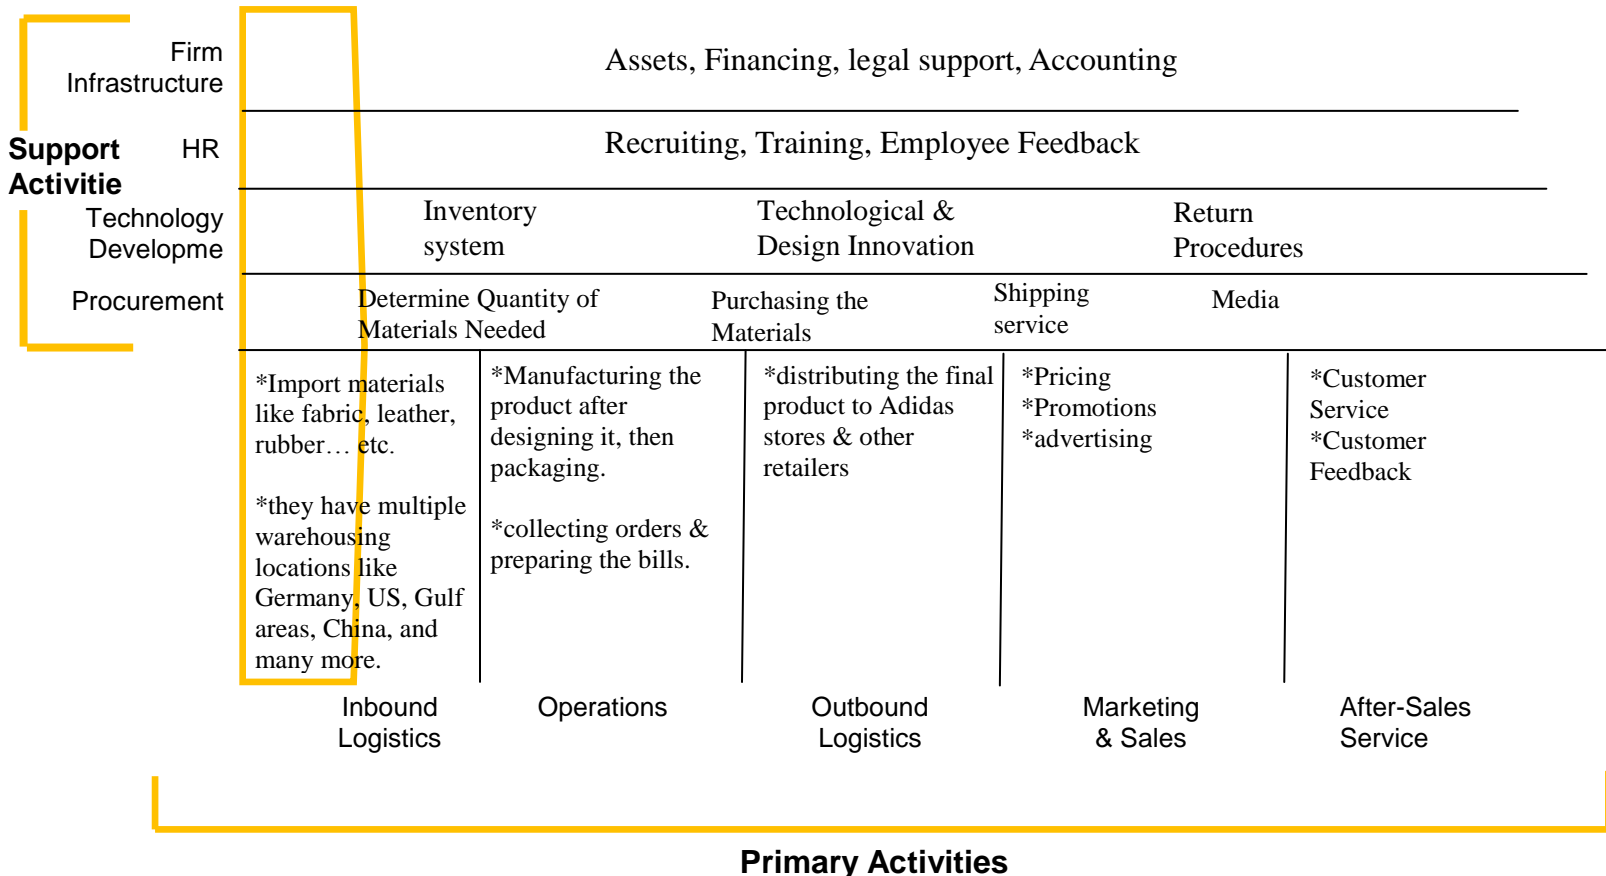 Firm
Infrastructure
Assets, Financing, legal support, Accounting
Support
Activitie
HR
Recruiting, Training, Employee Feedback
Technology
Developme
Inventory
system
Technological &
Design Innovation
Return
Procedures
Procurement
Determine Quantity of
Materials Needed
Purchasing the
Materials
Shipping
service
Media
*Import materials
like fabric, leather,
rubber… etc.
*they have multiple
warehousing
locations like
Germany, US, Gulf
areas, China, and
many more.
*Manufacturing the
product after
designing it, then
packaging.
*collecting orders &
preparing the bills.
*distributing the final
product to Adidas
stores & other
retailers
*Pricing
*Promotions
*advertising
*Customer
Service
*Customer
Feedback
Inbound
Logistics
Operations
Outbound
Logistics
Marketing
& Sales
After-Sales
Service
Primary Activities